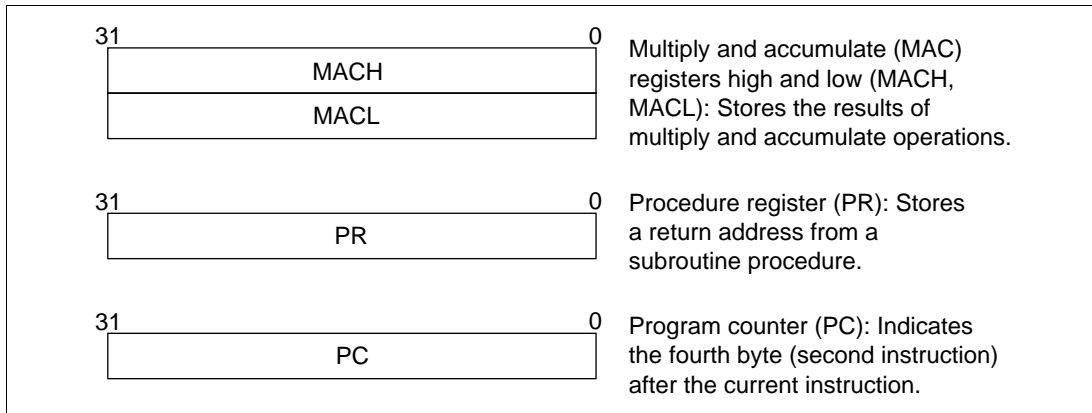 31 0
MACH
MACL
Multiply and accumulate (MAC)
registers high and low (MACH,
MACL): Stores the results of
multiply and accumulate operations.
31 0
PR
Procedure register (PR): Stores
a return address from a
subroutine procedure.
31 0
PC
Program counter (PC): Indicates
the fourth byte (second instruction)
after the current instruction.